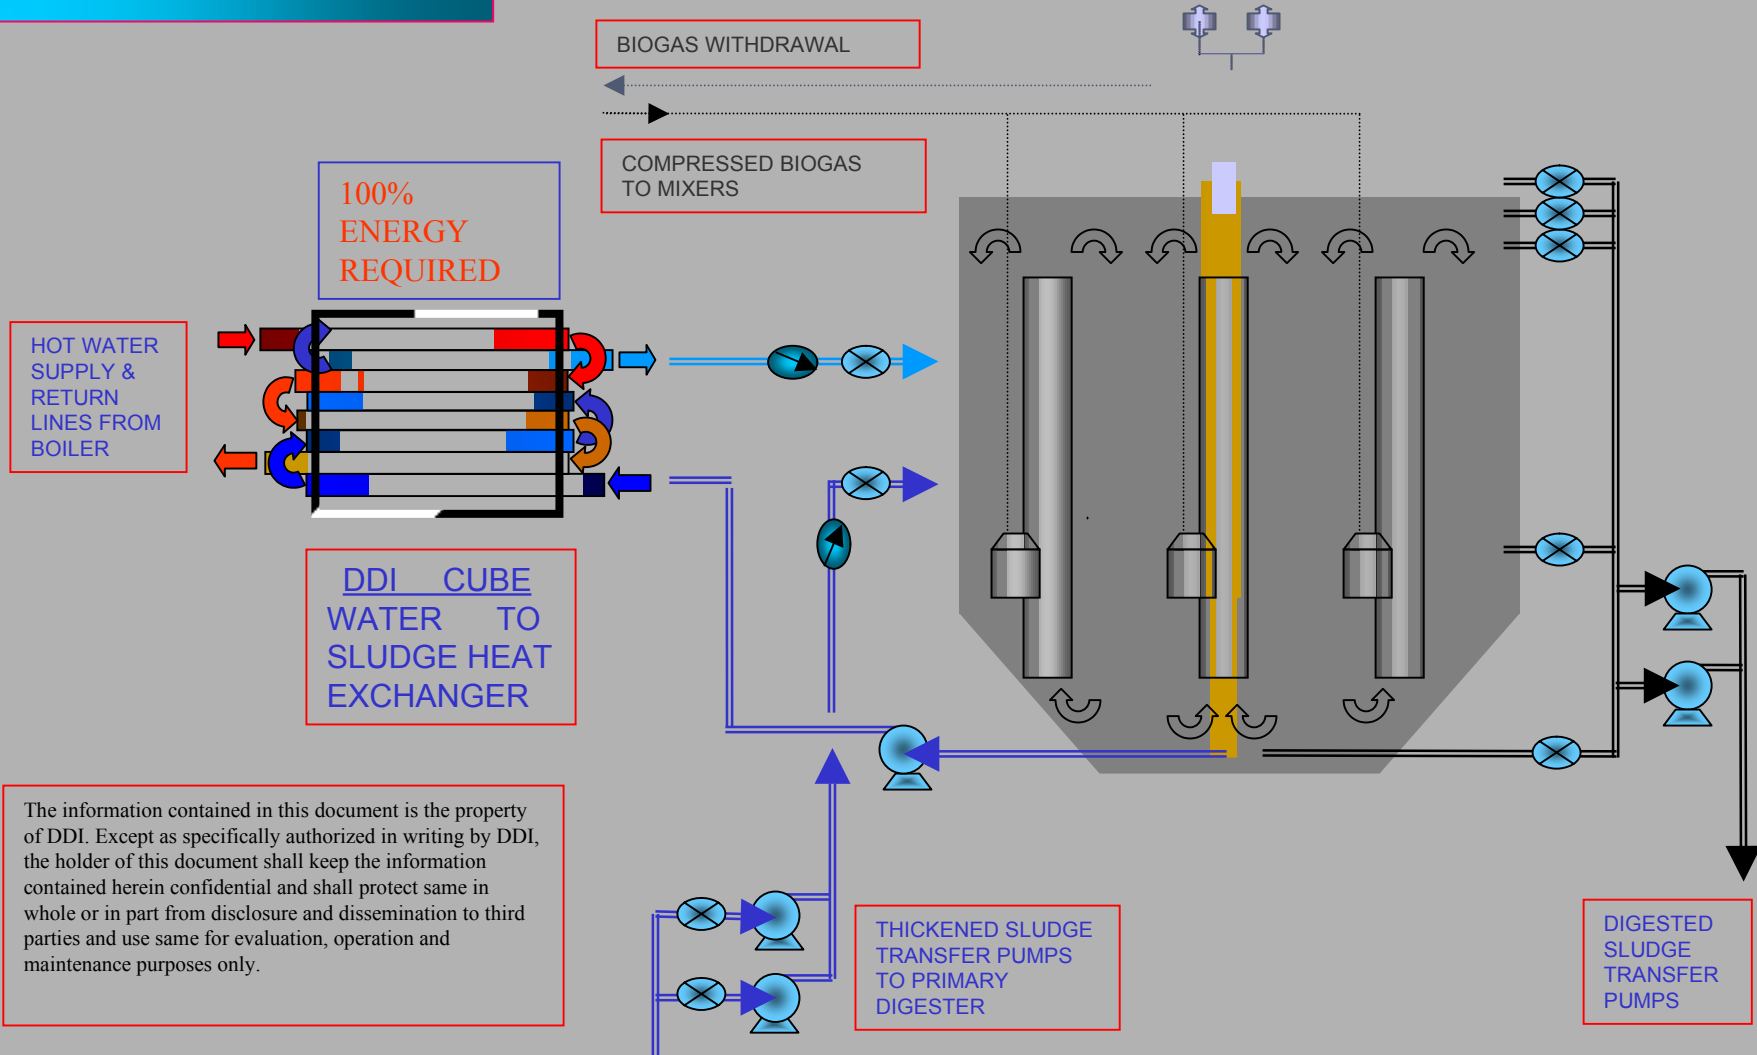 BIOGAS WITHDRAWAL
COMPRESSED BIOGAS
TO MIXERS
100%
ENERGY
REQUIRED
HOT WATER
SUPPLY &
RETURN
LINES FROM
BOILER
DDI CUBE
WATER TO
SLUDGE HEAT
EXCHANGER
The information contained in this document is the property
of DDI. Except as specifically authorized in writing by DDI,
the holder of this document shall keep the information
contained herein confidential and shall protect same in
whole or in part from disclosure and dissemination to third
parties and use same for evaluation, operation and
maintenance purposes only.
THICKENED SLUDGE
TRANSFER PUMPS
TO PRIMARY
DIGESTER
DIGESTED
SLUDGE
TRANSFER
PUMPS